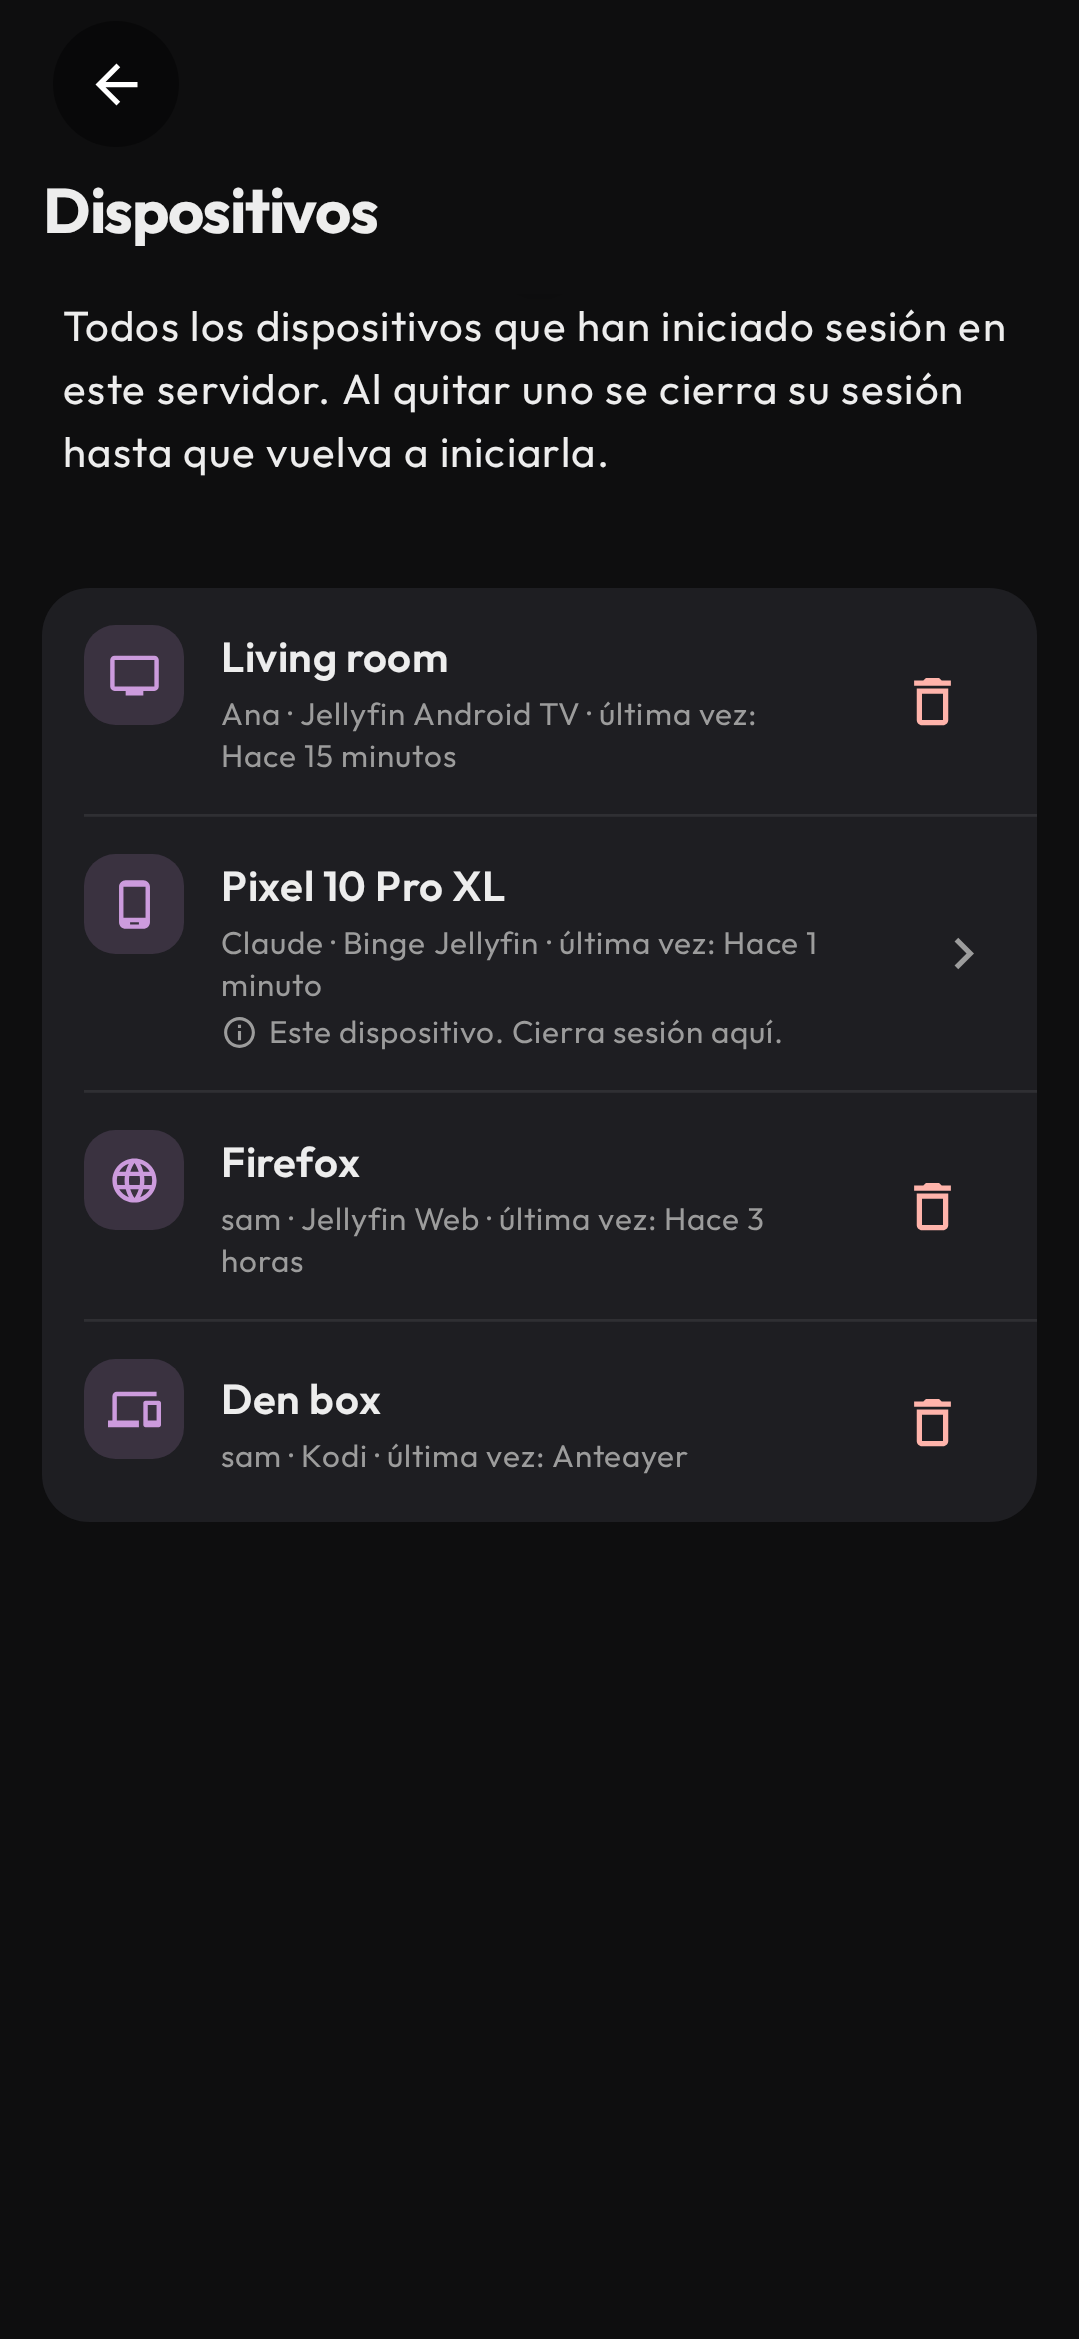 Dispositivos
Todos los dispositivos que han iniciado sesión en
este servidor. Al quitar uno se cierra su sesión
hasta que vuelva a iniciarla.
Living room
Ana · Jellyfin Android TV · última vez:
Hace 15 minutos
Pixel 10 Pro XL
Claude · Binge Jellyfin · última vez: Hace 1
minuto
Este dispositivo. Cierra sesión aquí.
Firefox
sam · Jellyfin Web · última vez: Hace 3
horas
Den box
sam · Kodi · última vez: Anteayer